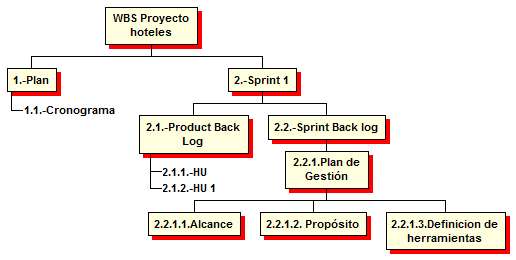 WBS Proyecto
hoteles
1.-Plan
2.-Sprint 1
1.1.-Cronograma
2.1.-Product Back
Log
2.2.-Sprint Back log
2.1.1.-HU
2.1.2.-HU 1
2.2.1.Plan de
Gestión
2.2.1.1.Alcance
2.2.1.2. Propósito
2.2.1.3.Definicion de
herramientas